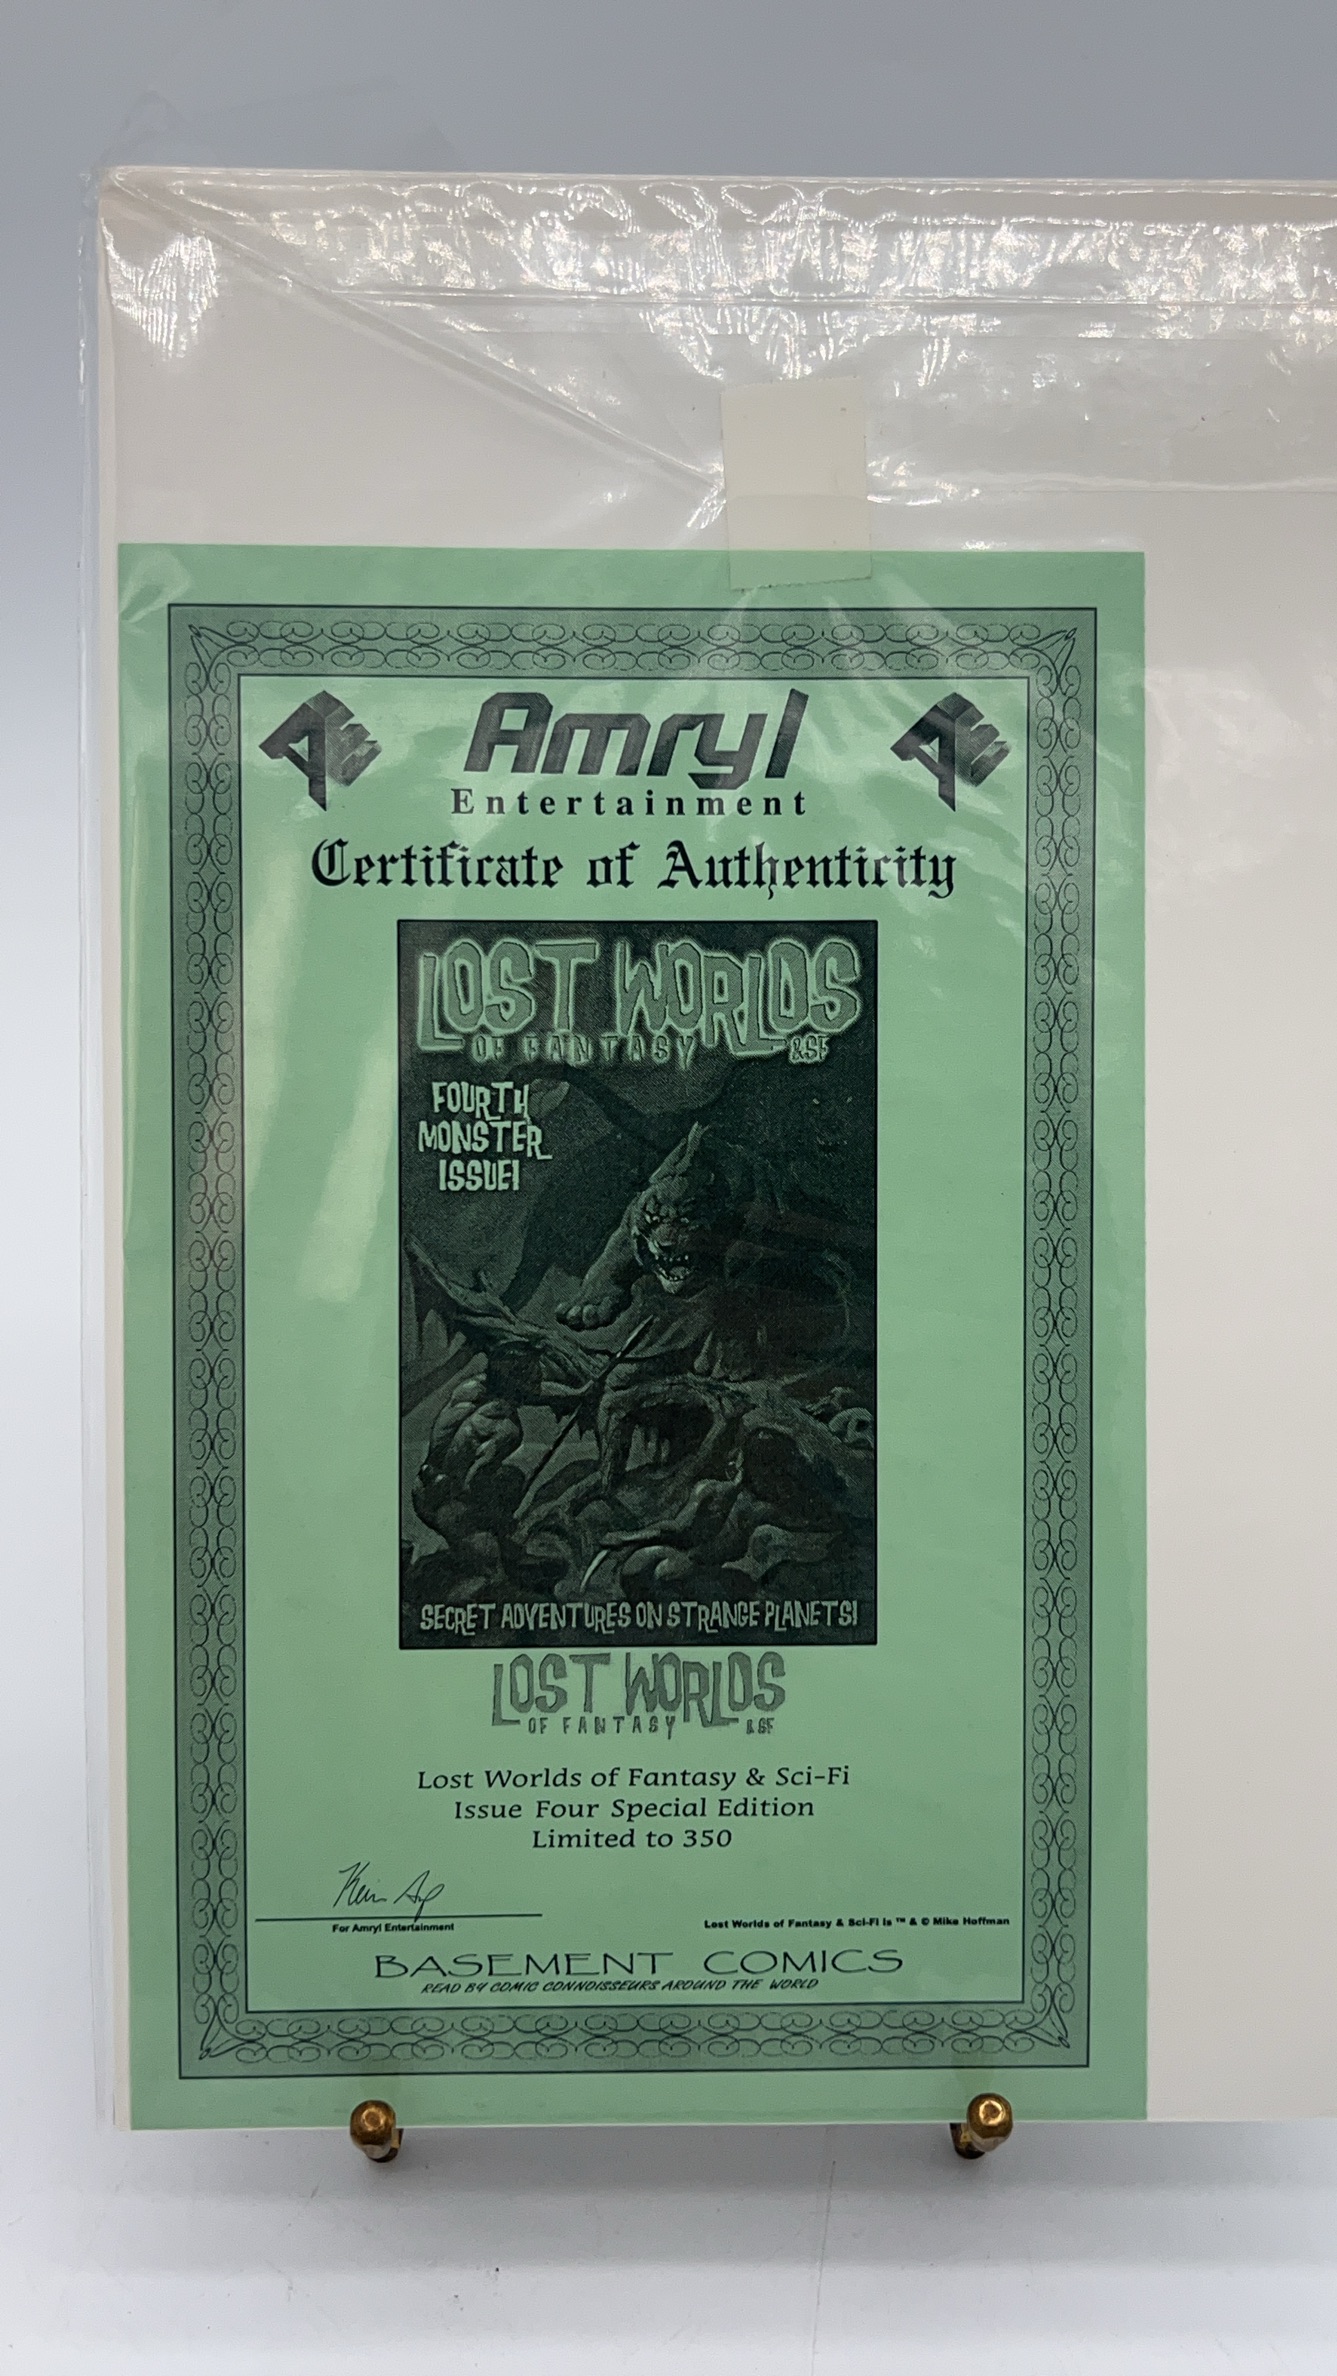 Amryl
Entertainment
Certificate of Authenticity
LOST WORLDS
OF FANTASY &SF
FOURTH
MONSTER
ISSUE!
SECRET ADVENTURES ON STRANGE PLANETS!
LOST WORLDS
OF FANTASY & SF
Lost Worlds of Fantasy & Sci-Fi
Issue Four Special Edition
Limited to 350
For Amryl Entertainment
Lost Worlds of Fantasy & Sci-Fi is ™ & © Mike Hoffman
BASEMENT COMICS
READ BY COMIC CONNOISSEURS AROUND THE WORLD